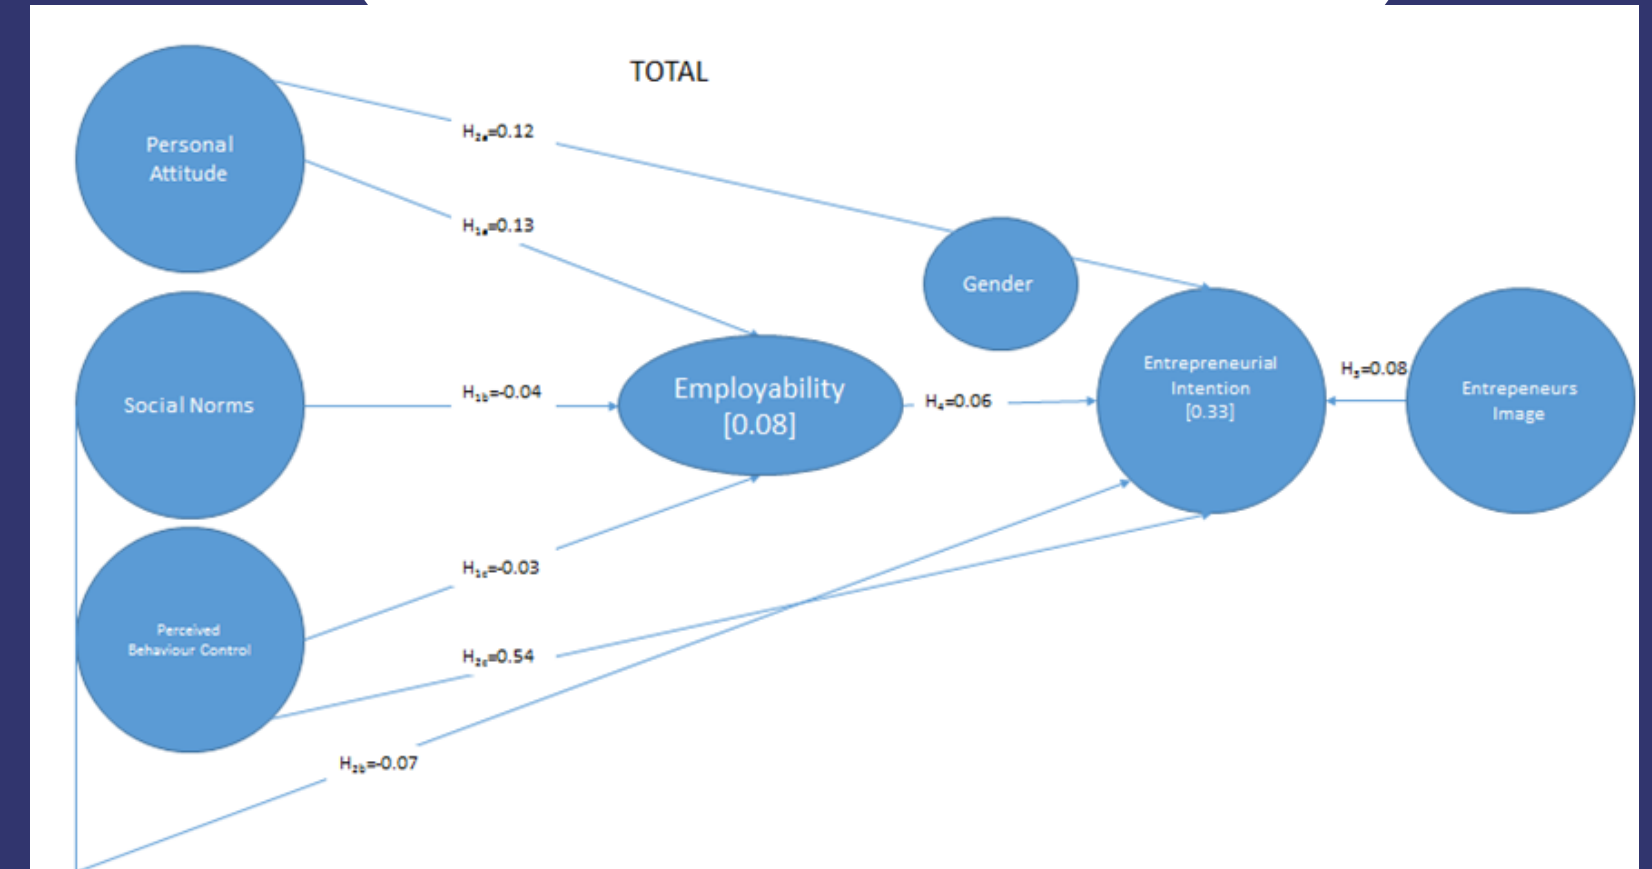 TOTAL
H₂ₐ=0.12
Personal
Attitude
H₁ₐ=0.13
Gender
Social Norms
H₁b=-0.04
Employability
[0.08]
H₄=0.06
Entrepreneurial
Intention
[0.33]
H₅=0.08
Entrepeneurs
Image
H₁c=-0.03
Perceived
Behaviour Control
H₂c=0.54
H₂b=-0.07